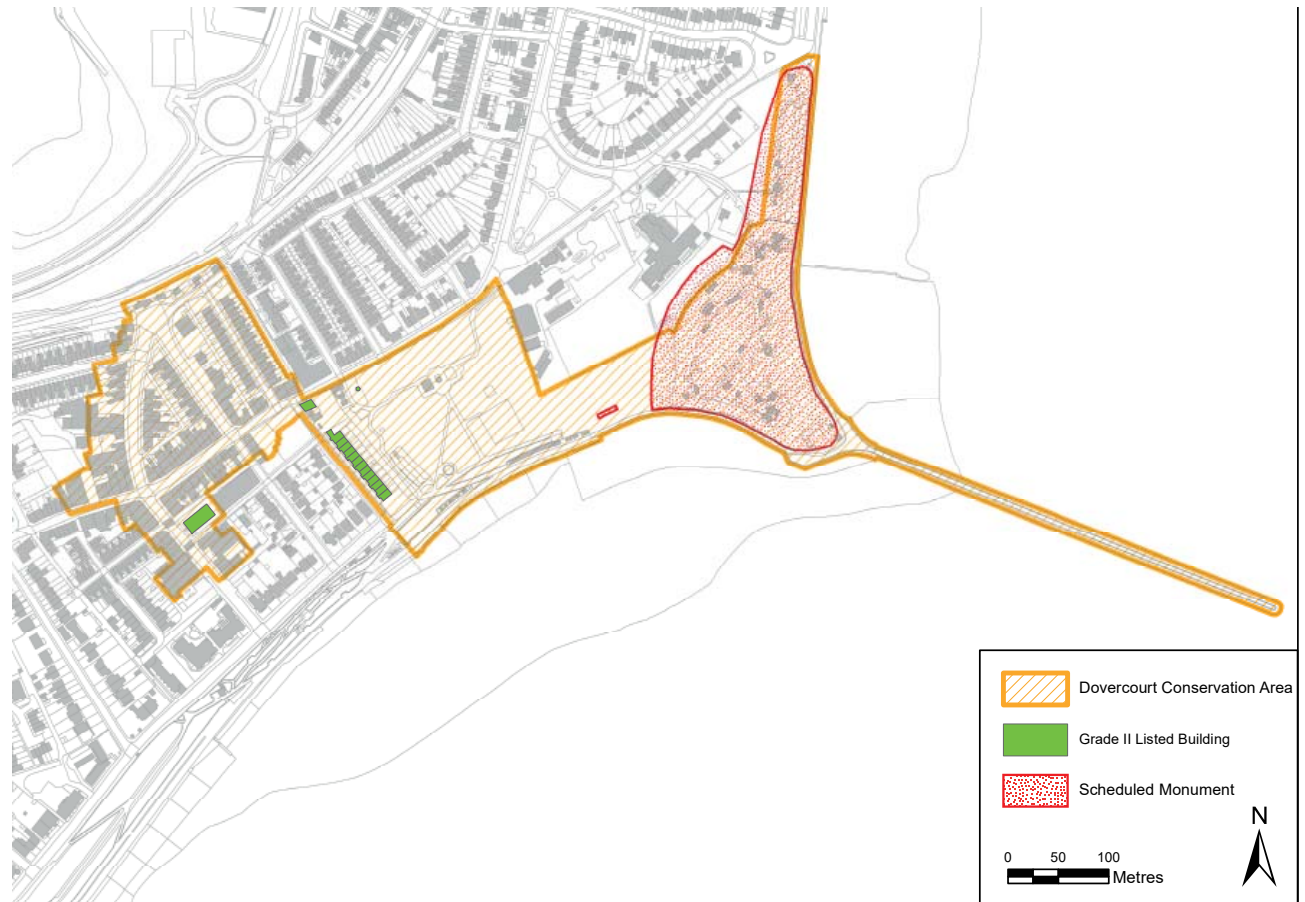 Dovercourt Conservation Area
Grade II Listed Building
Scheduled Monument
N
0 50 100
Metres